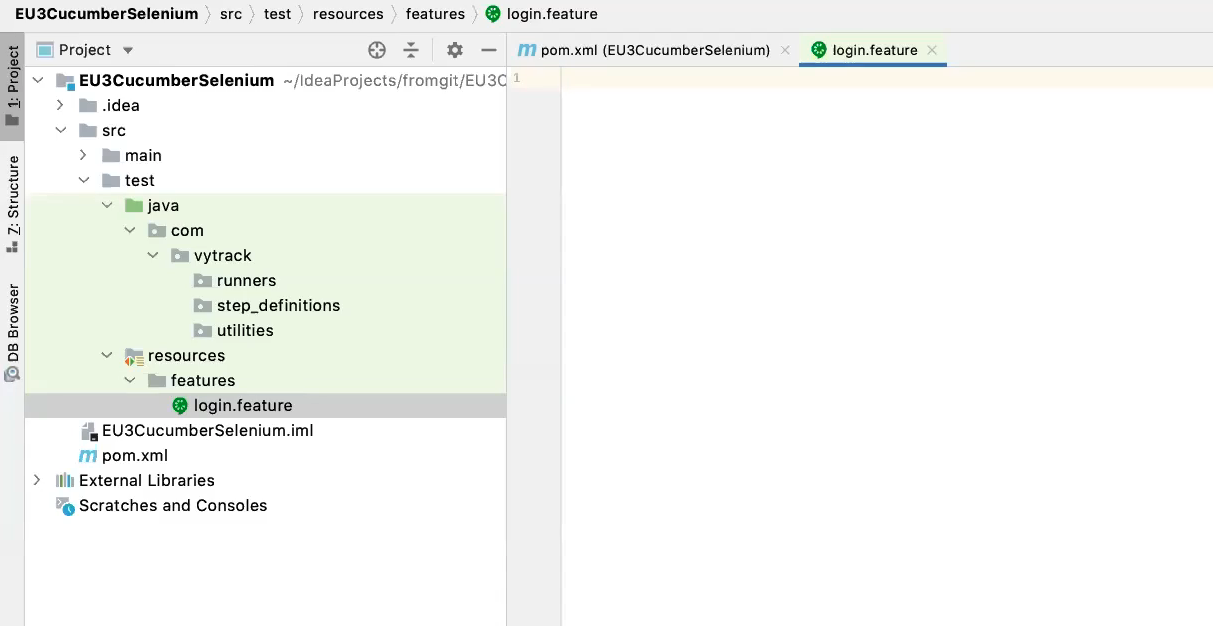 EU3CucumberSelenium src test resources features login.feature
Project
pom.xml (EU3CucumberSelenium) login.feature
1: Project
7: Structure
DB Browser
EU3CucumberSelenium ~/IdeaProjects/fromgit/EU3C
.idea
src
main
test
java
com
vytrack
runners
step_definitions
utilities
resources
features
login.feature
EU3CucumberSelenium.iml
m pom.xml
External Libraries
Scratches and Consoles
1